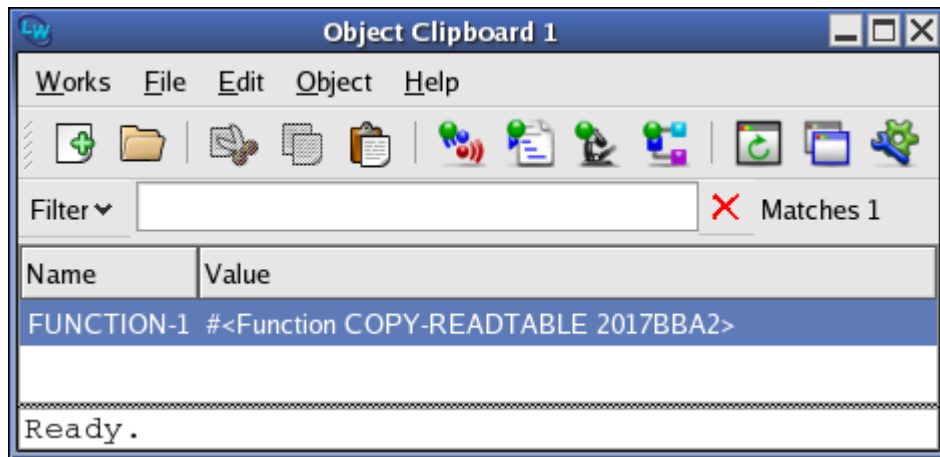 LW Object Clipboard 1
Works File Edit Object Help
Filter Matches 1
Name Value
FUNCTION-1 #<Function COPY-READTABLE 2017BBA2>
Ready.